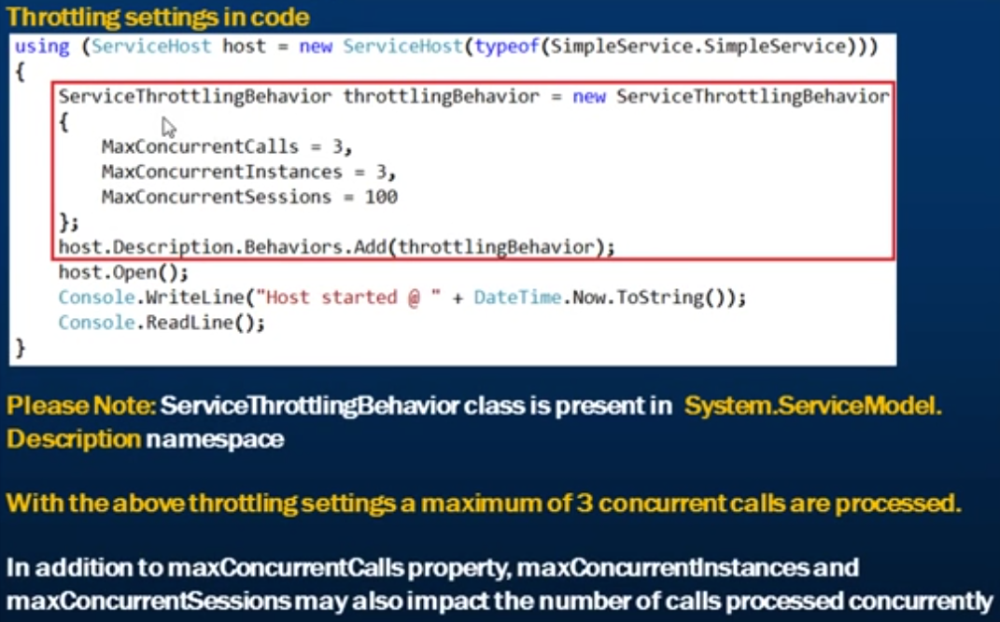 Throttling settings in code
using (ServiceHost host = new ServiceHost(typeof(SimpleService.SimpleService)))
{
ServiceThrottlingBehavior throttlingBehavior = new ServiceThrottlingBehavior
{
MaxConcurrentCalls = 3,
MaxConcurrentInstances = 3,
MaxConcurrentSessions = 100
};
host.Description.Behaviors.Add(throttlingBehavior);
host.Open();
Console.WriteLine("Host started @ " + DateTime.Now.ToString());
Console.ReadLine();
}
Please Note: ServiceThrottlingBehavior class is present in System.ServiceModel.
Description namespace
With the above throttling settings a maximum of 3 concurrent calls are processed.
In addition to maxConcurrentCalls property, maxConcurrentInstances and
maxConcurrentSessions may also impact the number of calls processed concurrently